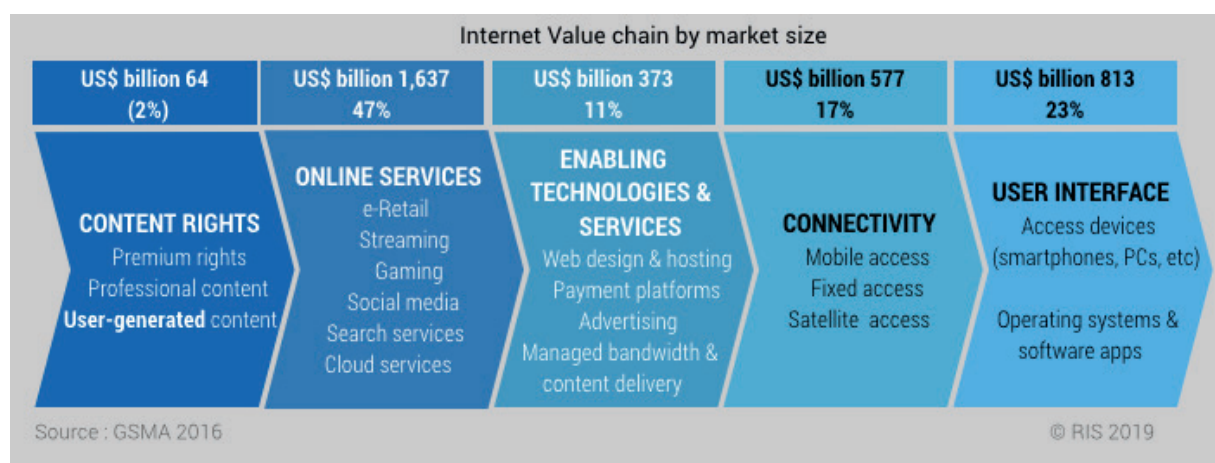 Internet Value chain by market size
US$ billion 64
(2%)
US$ billion 1,637
47%
US$ billion 373
11%
US$ billion 577
17%
US$ billion 813
23%
CONTENT RIGHTS
Premium rights
Professional content
User-generated content
ONLINE SERVICES
e-Retail
Streaming
Gaming
Social media
Search services
Cloud services
ENABLING
TECHNOLOGIES &
SERVICES
Web design & hosting
Payment platforms
Advertising
Managed bandwidth &
content delivery
CONNECTIVITY
Mobile access
Fixed access
Satellite access
USER INTERFACE
Access devices
(smartphones, PCs, etc)
Operating systems &
software apps
Source : GSMA 2016
© RIS 2019